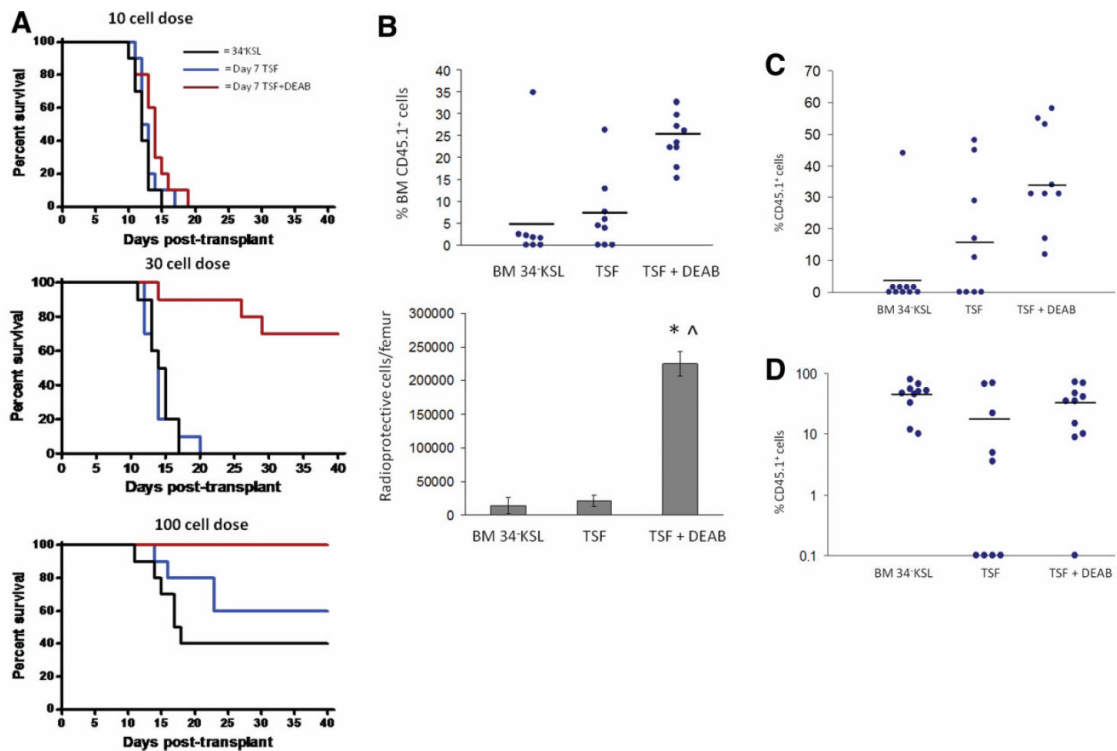 A
10 cell dose
Percent survival
100
80
60
40
20
0
= 34-KSL
=Day 7 TSF
=Day 7 TSF+DEAB
0 5 10 15 20 25 30 35 40
Days post-transplant
30 cell dose
Percent survival
100
80
60
40
20
0
0 5 10 15 20 25 30 35 40
Days post-transplant
100 cell dose
Percent survival
100
80
60
40
20
0
0 5 10 15 20 25 30 35 40
Days post-transplant
B
% BM CD45.1⁺ cells
40
35
30
25
20
15
10
5
0
BM 34⁻KSL TSF TSF + DEAB
Radioprotective cells/femur
300000
250000
200000
150000
100000
50000
0
* ^
BM 34⁻KSL TSF TSF + DEAB
C
% CD45.1⁺ cells
70
60
50
40
30
20
10
0
BM 34⁻KSL TSF TSF + DEAB
D
% CD45.1⁺ cells
100
10
1
0.1
BM 34⁻KSL TSF TSF + DEAB